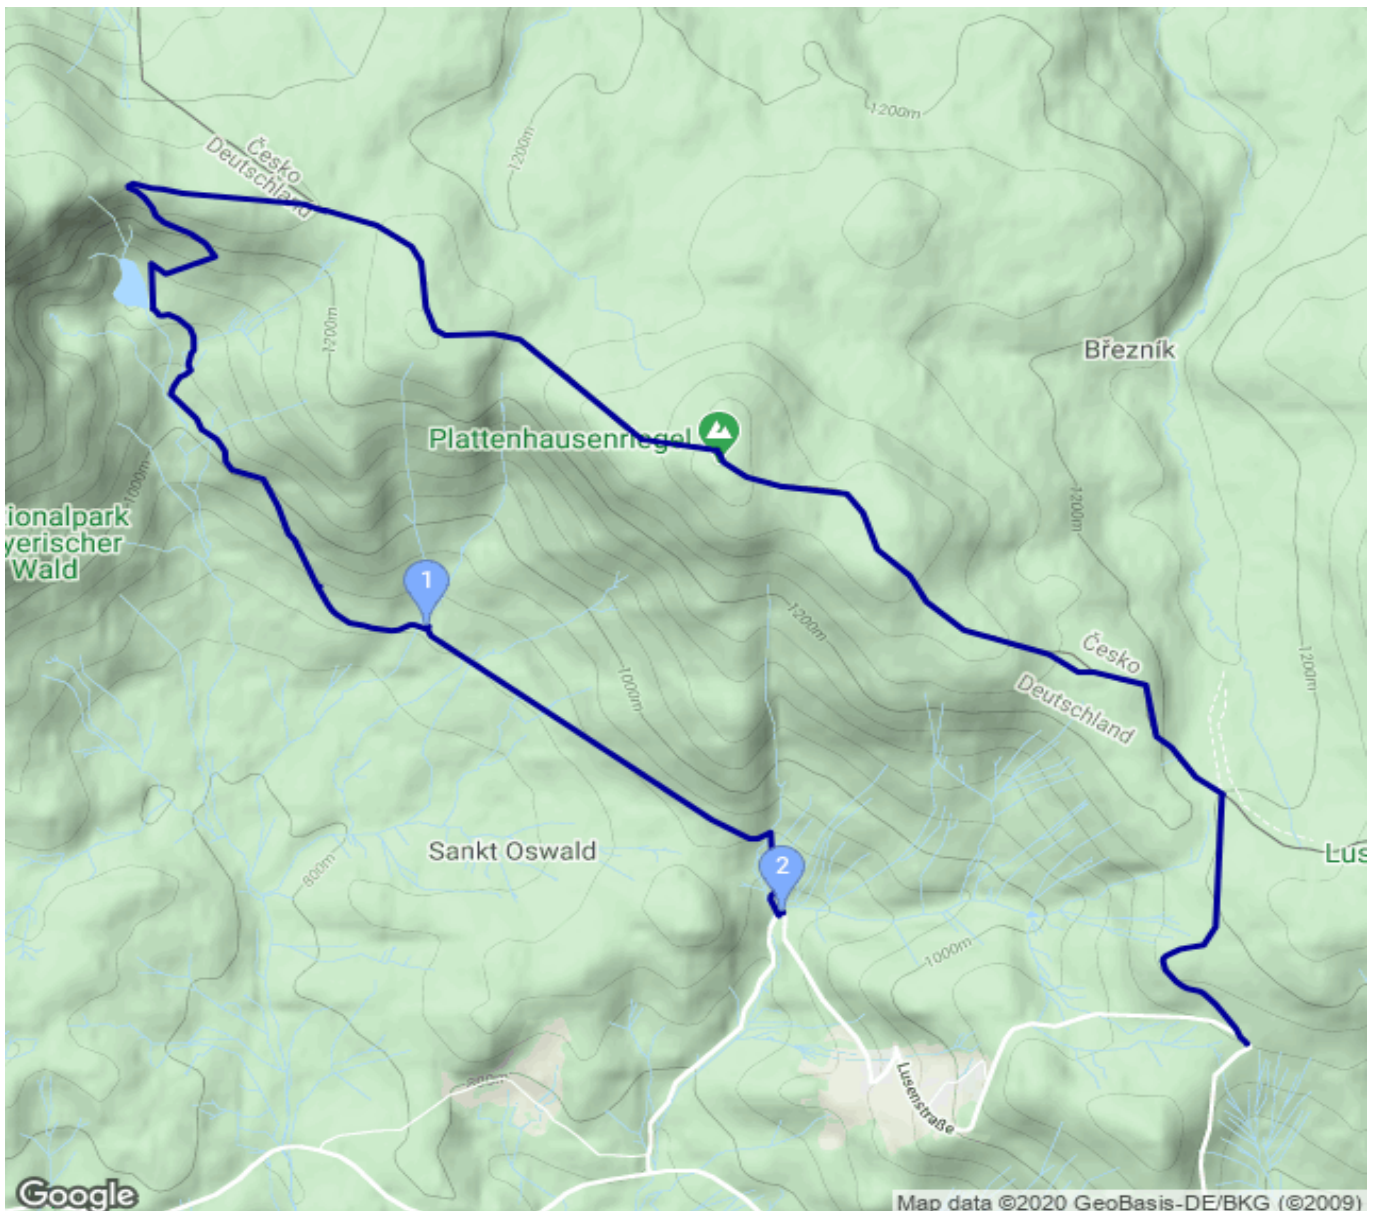 1200m
1200m
Česko
Deutschland
1200m
Březník
Plattenhausenriegel
1000m
1200m
ionalpark
yerischer
Wald
1
1200m
Česko
1200m
1000m
Deutschland
Sankt Oswald
Lus
800m
2
1000m
800m
Lusenstraße
Google
Map data ©2020 GeoBasis-DE/BKG (©2009)